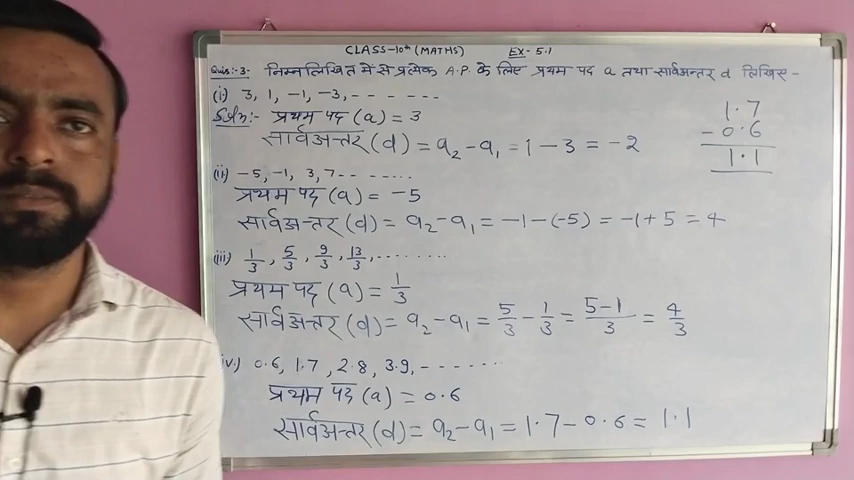 CLASS-10th (MATHS) EX-5.1
Ques:-3- निम्नलिखित में से प्रत्येक A.P. के लिए प्रथम पद a तथा सार्वअन्तर d लिखिए -
(i) 3, 1, -1, -3, - - - - - -
Soln:- प्रथम पद (a) = 3
सार्वअन्तर (d) = a₂ - a₁ = 1 - 3 = -2
1.7
- 0.6
1.1
(ii) -5, -1, 3, 7 - - - - - - -
प्रथम पद (a) = -5
सार्वअन्तर (d) = a₂ - a₁ = -1 - (-5) = -1 + 5 = 4
(iii) 1/3, 5/3, 9/3, 13/3, . . . . . . . .
प्रथम पद (a) = 1/3
सार्वअन्तर (d) = a₂ - a₁ = 5/3 - 1/3 = (5-1)/3 = 4/3
iv.) 0.6, 1.7, 2.8, 3.9, - - - - - -
प्रथम पद (a) = 0.6
सार्वअन्तर (d) = a₂ - a₁ = 1.7 - 0.6 = 1.1